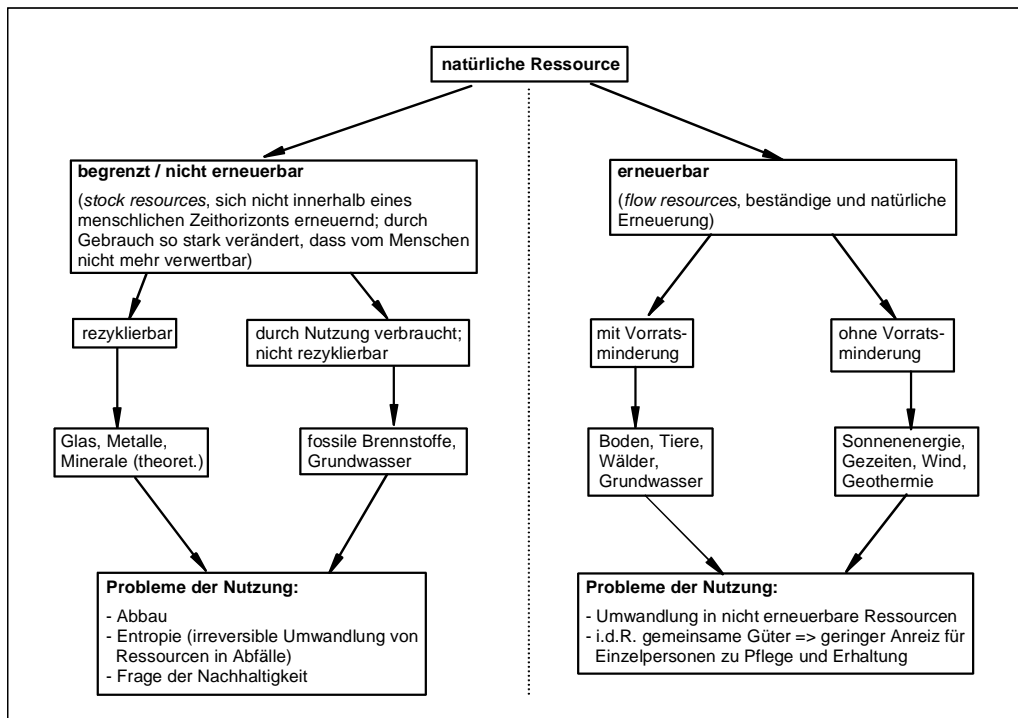 natürliche Ressource
begrenzt / nicht erneuerbar
(stock resources, sich nicht innerhalb eines
menschlichen Zeithorizonts erneuernd; durch
Gebrauch so stark verändert, dass vom Menschen
nicht mehr verwertbar)
erneuerbar
(flow resources, beständige und natürliche
Erneuerung)
rezyklierbar
durch Nutzung verbraucht;
nicht rezyklierbar
mit Vorrats-
minderung
ohne Vorrats-
minderung
Glas, Metalle,
Minerale (theoret.)
fossile Brennstoffe,
Grundwasser
Boden, Tiere,
Wälder,
Grundwasser
Sonnenenergie,
Gezeiten, Wind,
Geothermie
Probleme der Nutzung:
- Abbau
- Entropie (irreversible Umwandlung von
Ressourcen in Abfälle)
- Frage der Nachhaltigkeit
Probleme der Nutzung:
- Umwandlung in nicht erneuerbare Ressourcen
- i.d.R. gemeinsame Güter => geringer Anreiz für
Einzelpersonen zu Pflege und Erhaltung